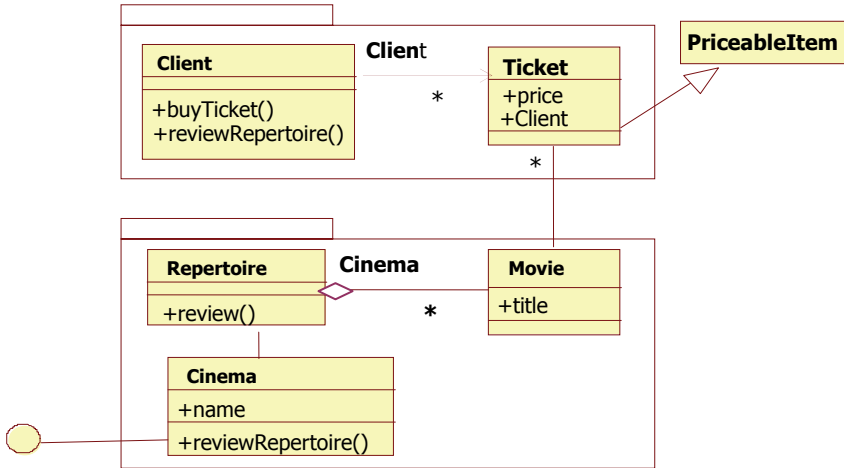 Client
+buyTicket()
+reviewRepertoire()
Client
*
Ticket
+price
+Client
*
PriceableItem
Repertoire
+review()
Cinema
*
Movie
+title
Cinema
+name
+reviewRepertoire()